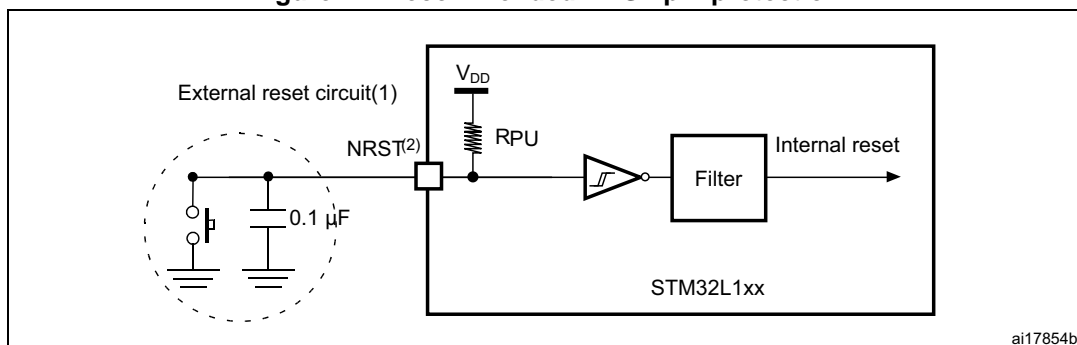 VDD
External reset circuit(1)
NRST(2)
RPU
Internal reset
Filter
0.1 µF
STM32L1xx
ai17854b